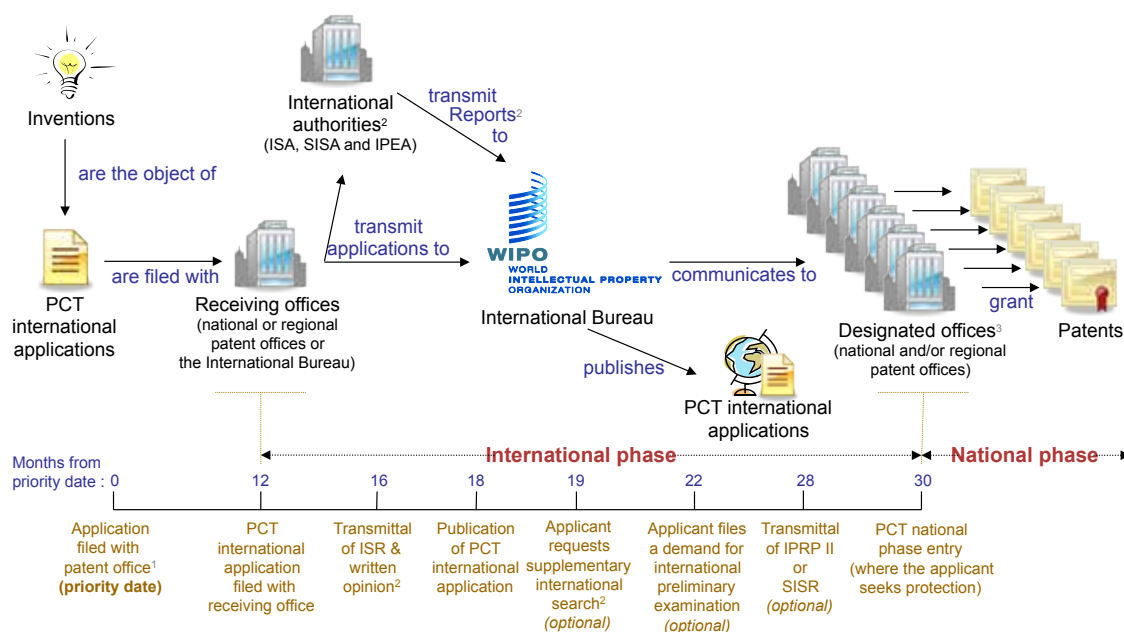 Inventions
are the object of
PCT
international
applications
are filed with
Receiving offices
(national or regional
patent offices or
the International Bureau)
International
authorities²
(ISA, SISA and IPEA)
transmit
Reports²
to
transmit
applications to
WIPO
WORLD
INTELLECTUAL PROPERTY
ORGANIZATION
International Bureau
publishes
PCT international
applications
communicates to
Designated offices³
(national and/or regional
patent offices)
grant
Patents
International phase
National phase
Months from
priority date : 0 12 16 18 19 22 28 30
Application
filed with
patent office¹
(priority date)
PCT
international
application
filed with
receiving office
Transmittal
of ISR &
written
opinion²
Publication
of PCT
international
application
Applicant
requests
supplementary
international
search²
(optional)
Applicant files
a demand for
international
preliminary
examination
(optional)
Transmittal
of IPRP II
or
SISR
(optional)
PCT national
phase entry
(where the applicant
seeks protection)